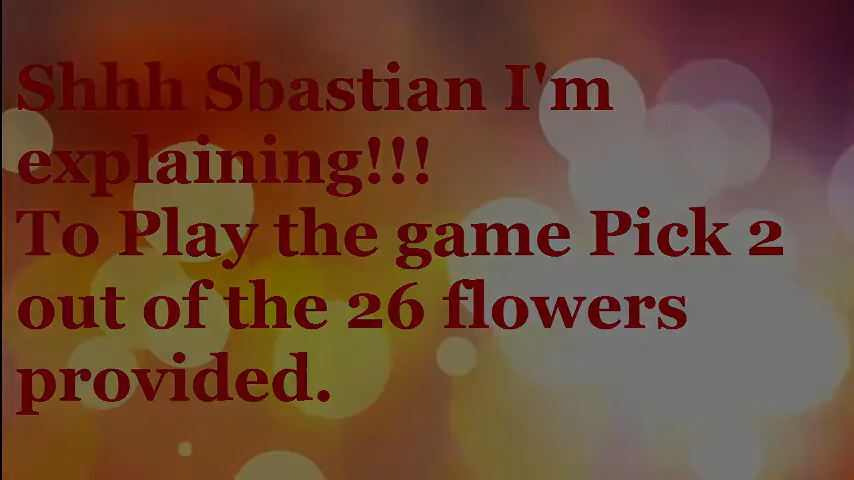 Shhh Sbastian I'm
explaining!!!
To Play the game Pick 2
out of the 26 flowers
provided.